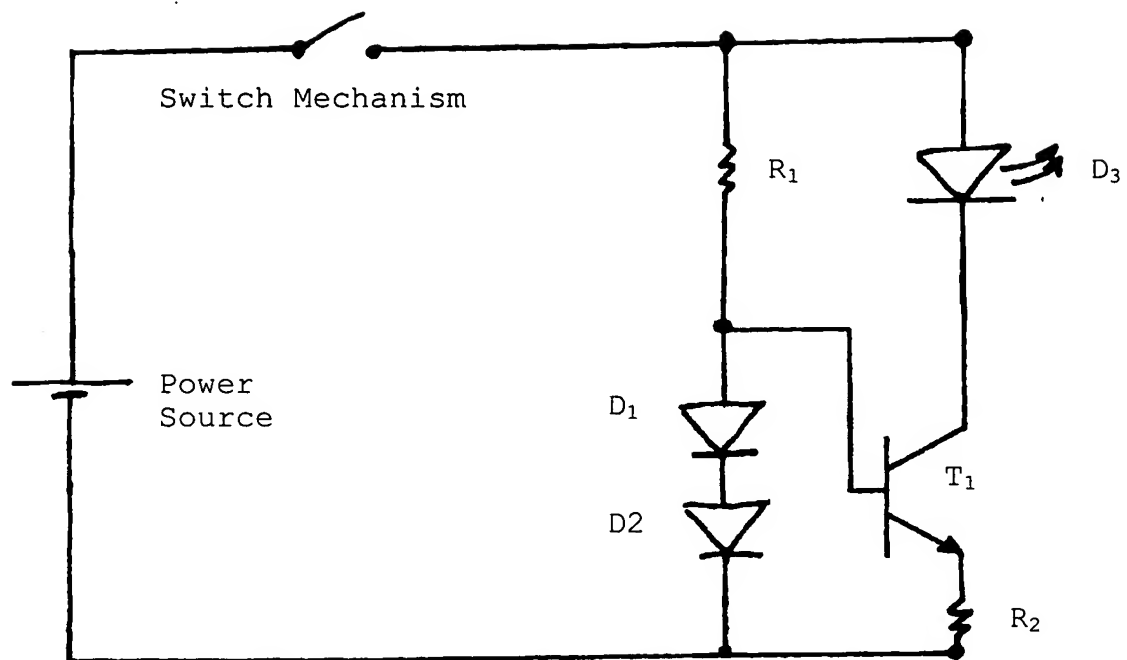 Switch Mechanism
R₁
D₃
Power
Source
D₁
T₁
D2
R₂